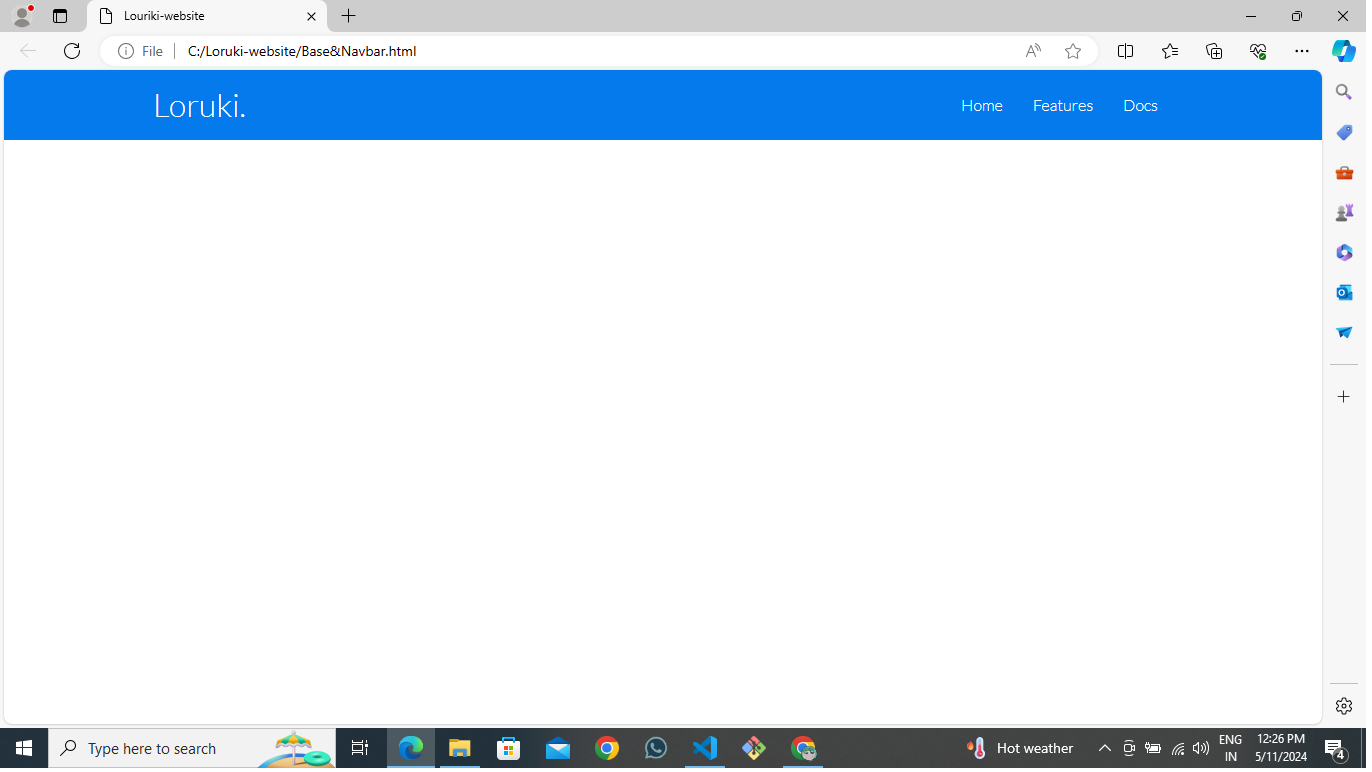 Louriki-website
File
C:/Loruki-website/Base&Navbar.html
Loruki.
Home Features Docs
Type here to search
Hot weather
ENG
IN
12:26 PM
5/11/2024
4